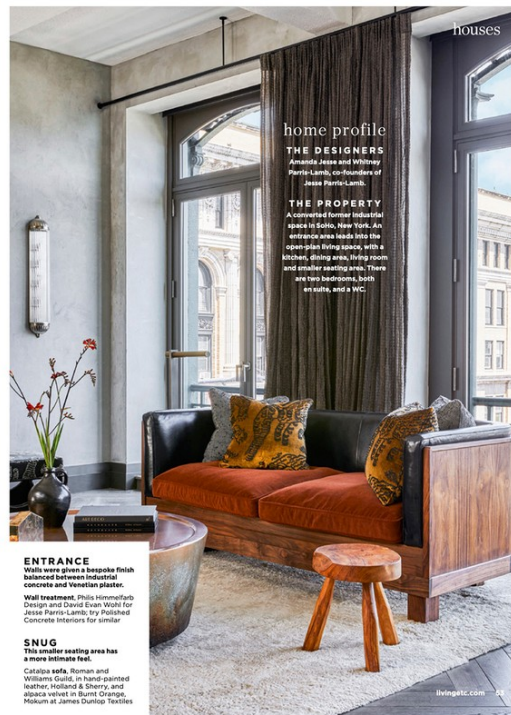 houses
home profile
THE DESIGNERS
Amanda Jesse and Whitney
Parris-Lamb, co-founders of
Jesse Parris-Lamb.
THE PROPERTY
A converted former industrial
space in SoHo, New York. An
entrance area leads into the
open-plan living space, with a
kitchen, dining area, living room
and smaller seating area. There
are two bedrooms, both
en suite, and a WC.
ENTRANCE
Walls were given a bespoke finish
balanced between industrial
concrete and Venetian plaster.
Wall treatment, Philis Himmelfarb
Design and David Evan Wohl for
Jesse Parris-Lamb; try Polished
Concrete Interiors for similar
SNUG
This smaller seating area has
a more intimate feel.
Catalpa sofa, Roman and
Williams Guild, in hand-painted
leather, Holland & Sherry, and
alpaca velvet in Burnt Orange,
Mokum at James Dunlop Textiles
livingetc.com 53